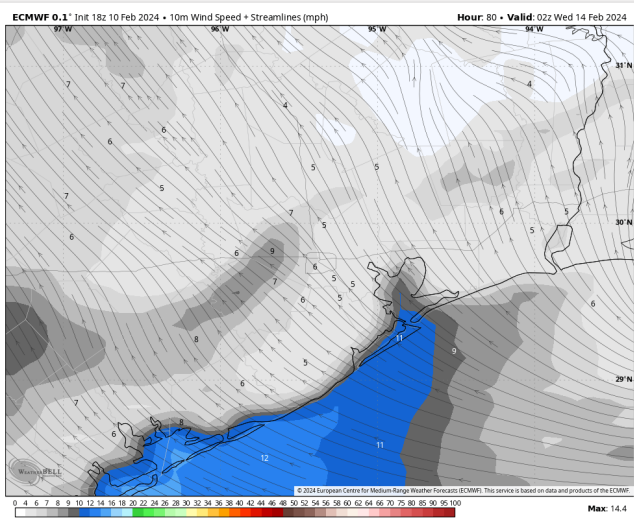 ECMWF 0.1° Init 18z 10 Feb 2024 • 10m Wind Speed + Streamlines (mph) Hour: 80 • Valid: 02z Wed 14 Feb 2024
97°W 96°W 95°W 94°W
31°N
7 7 4
4
6 6
5 5
5
7 7 6 5
6 5 5
30°N
6 9
6
7 5
6 5 5
6
8 11 9
5
6 29°N
7
8
6
11
12
WEATHERBELL
© 2024 European Centre for Medium-Range Weather Forecasts (ECMWF). This service is based on data and products of the ECMWF.
0 4 6 7 8 9 10 12 14 16 18 20 22 24 26 28 30 32 34 36 38 40 42 44 46 48 50 52 54 56 58 60 65 70 75 80 85 90 95 100
Max: 14.4